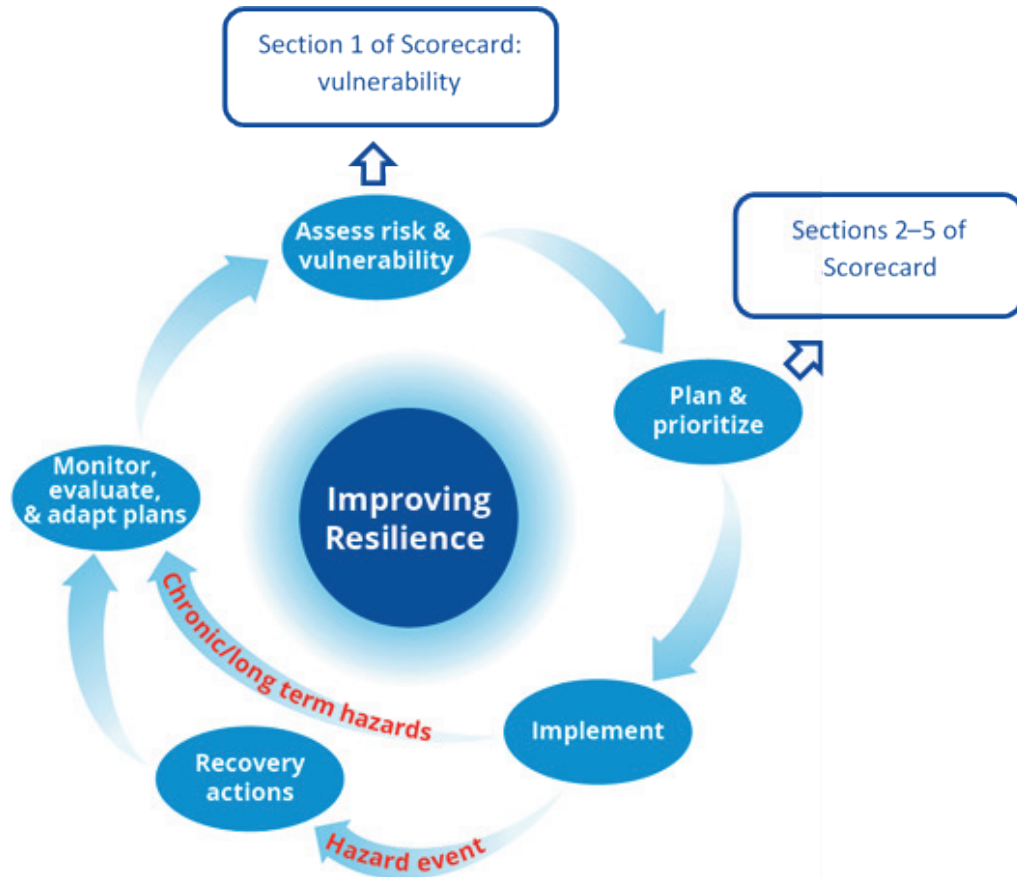 Section 1 of Scorecard:
vulnerability
Assess risk &
vulnerability
Sections 2–5 of
Scorecard
Plan &
prioritize
Monitor,
evaluate,
& adapt plans
Improving
Resilience
Chronic/long term hazards
Implement
Recovery
actions
Hazard event